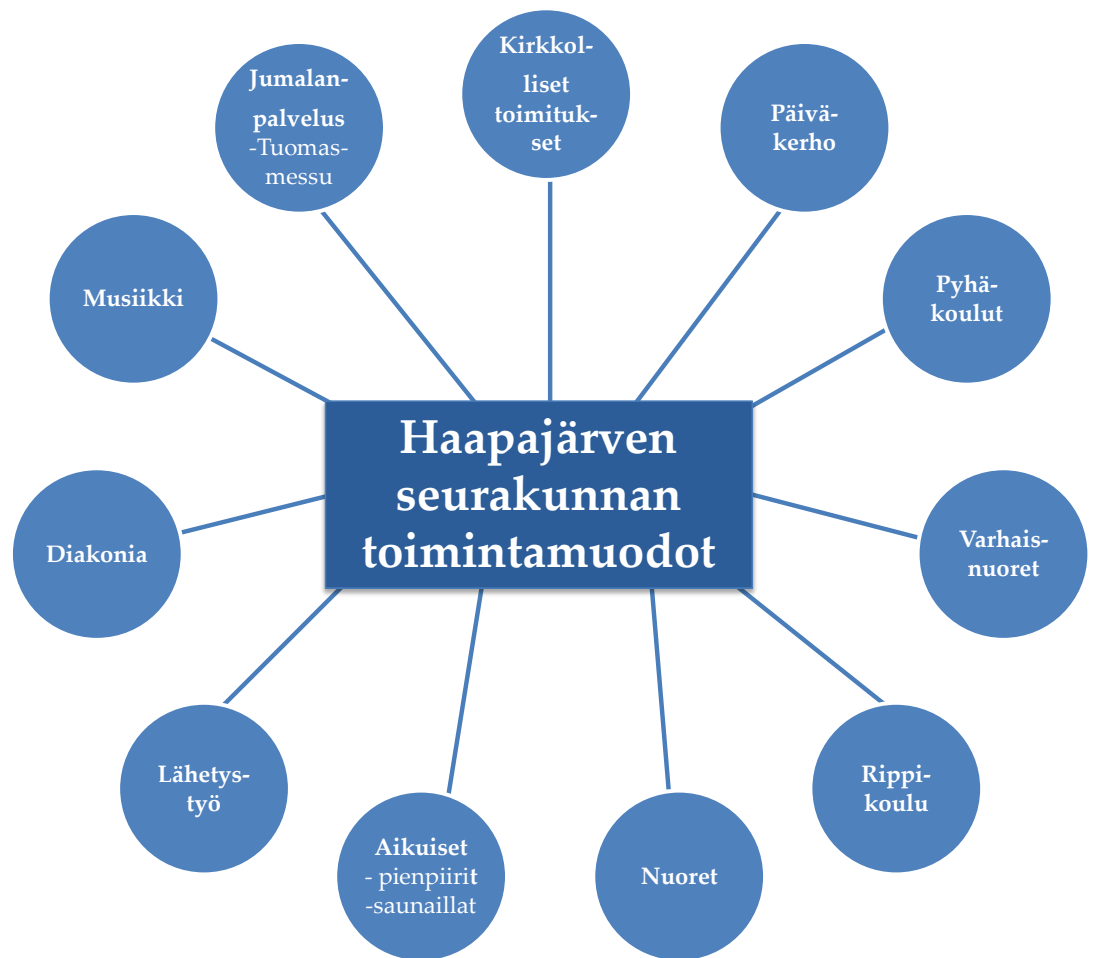 Kirkkol-
liset
toimituk-
set
Jumalan-
palvelus
-Tuomas-
messu
Päivä-
kerho
Musiikki
Pyhä-
koulut
Haapajärven
seurakunnan
toimintamuodot
Diakonia
Varhais-
nuoret
Lähetys-
työ
Rippi-
koulu
Aikuiset
- pienpiirit
-saunaillat
Nuoret